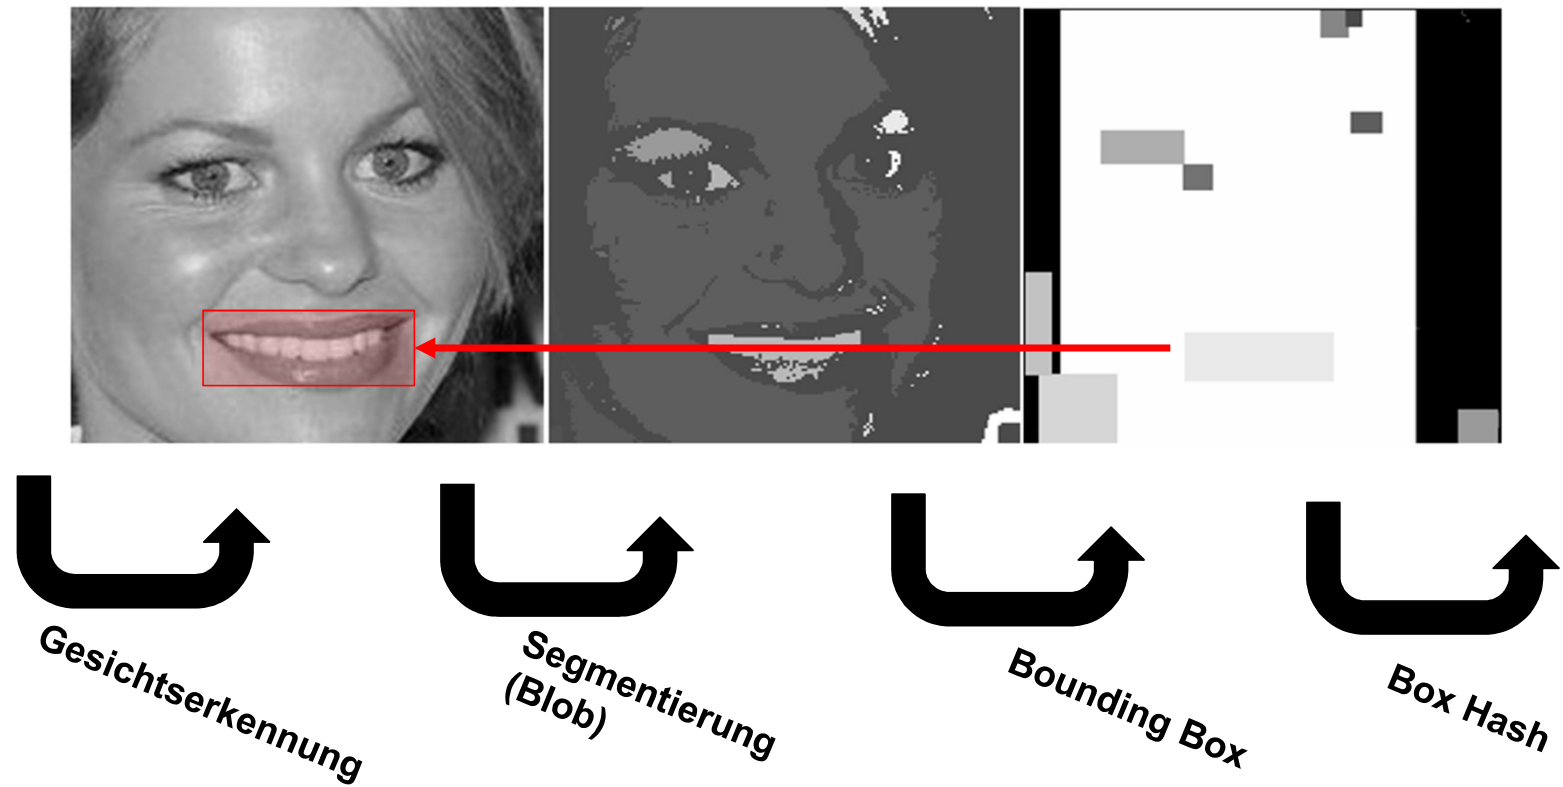 Gesichtserkennung
Segmentierung
(Blob)
Bounding Box
Box Hash